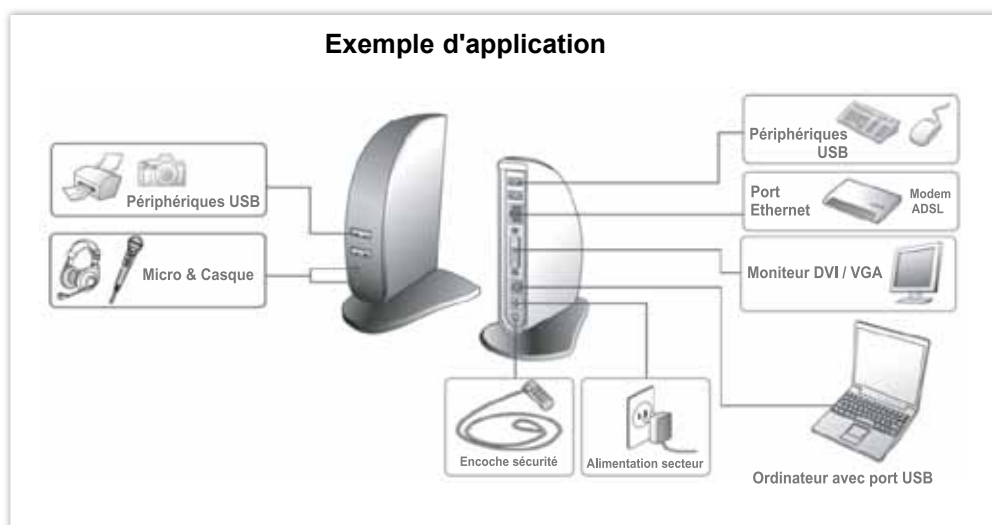 Exemple d'application
Périphériques USB
Micro & Casque
Périphériques
USB
Port
Ethernet
Modem
ADSL
Moniteur DVI / VGA
Encoche sécurité
Alimentation secteur
Ordinateur avec port USB